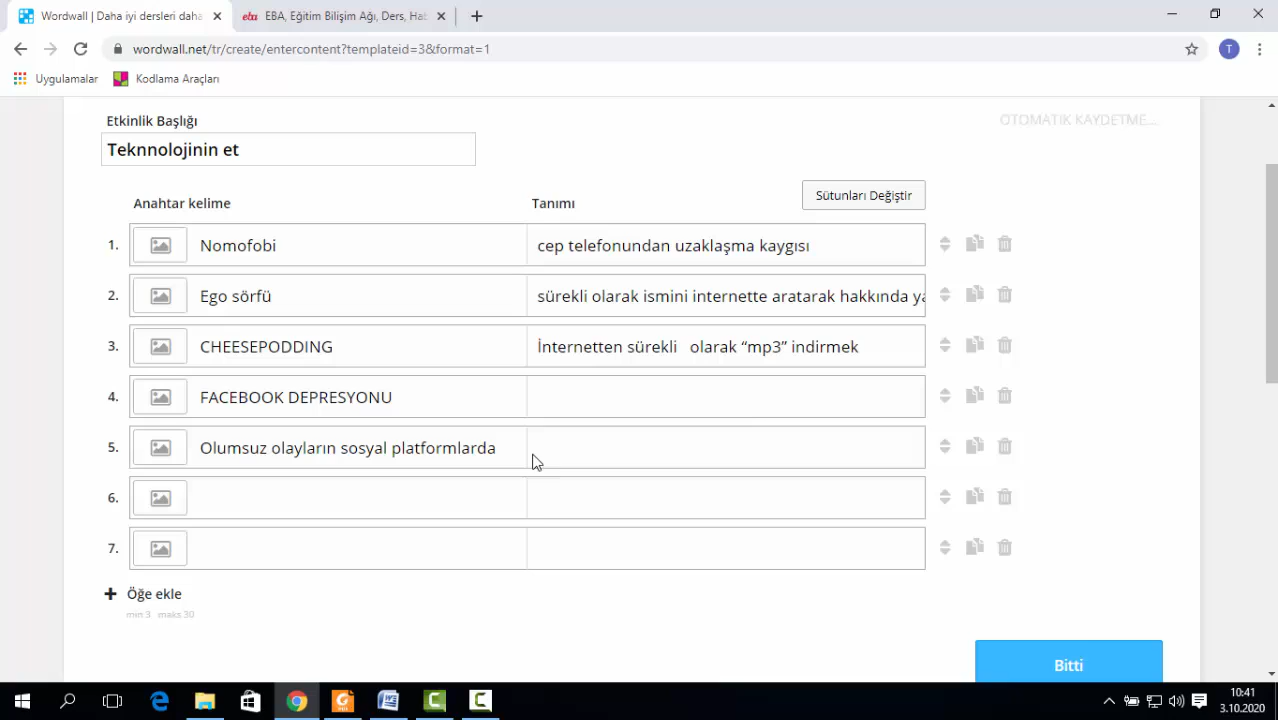 Wordwall | Daha iyi dersleri daha
EBA, Eğitim Bilişim Ağı, Ders, Hab
wordwall.net/tr/create/entercontent?templateid=3&format=1
T
Uygulamalar
Kodlama Araçları
Etkinlik Başlığı
OTOMATIK KAYDETME...
Teknnolojinin et
Anahtar kelime
Tanımı
Sütunları Değiştir
1. Nomofobi cep telefonundan uzaklaşma kaygısı
2. Ego sörfü sürekli olarak ismini internette aratarak hakkında ya
3. CHEESEPODDING İnternetten sürekli olarak “mp3” indirmek
4. FACEBOOK DEPRESYONU
5. Olumsuz olayların sosyal platformlarda
6.
7.
+ Öğe ekle
min 3 maks 30
Bitti
10:41
3.10.2020